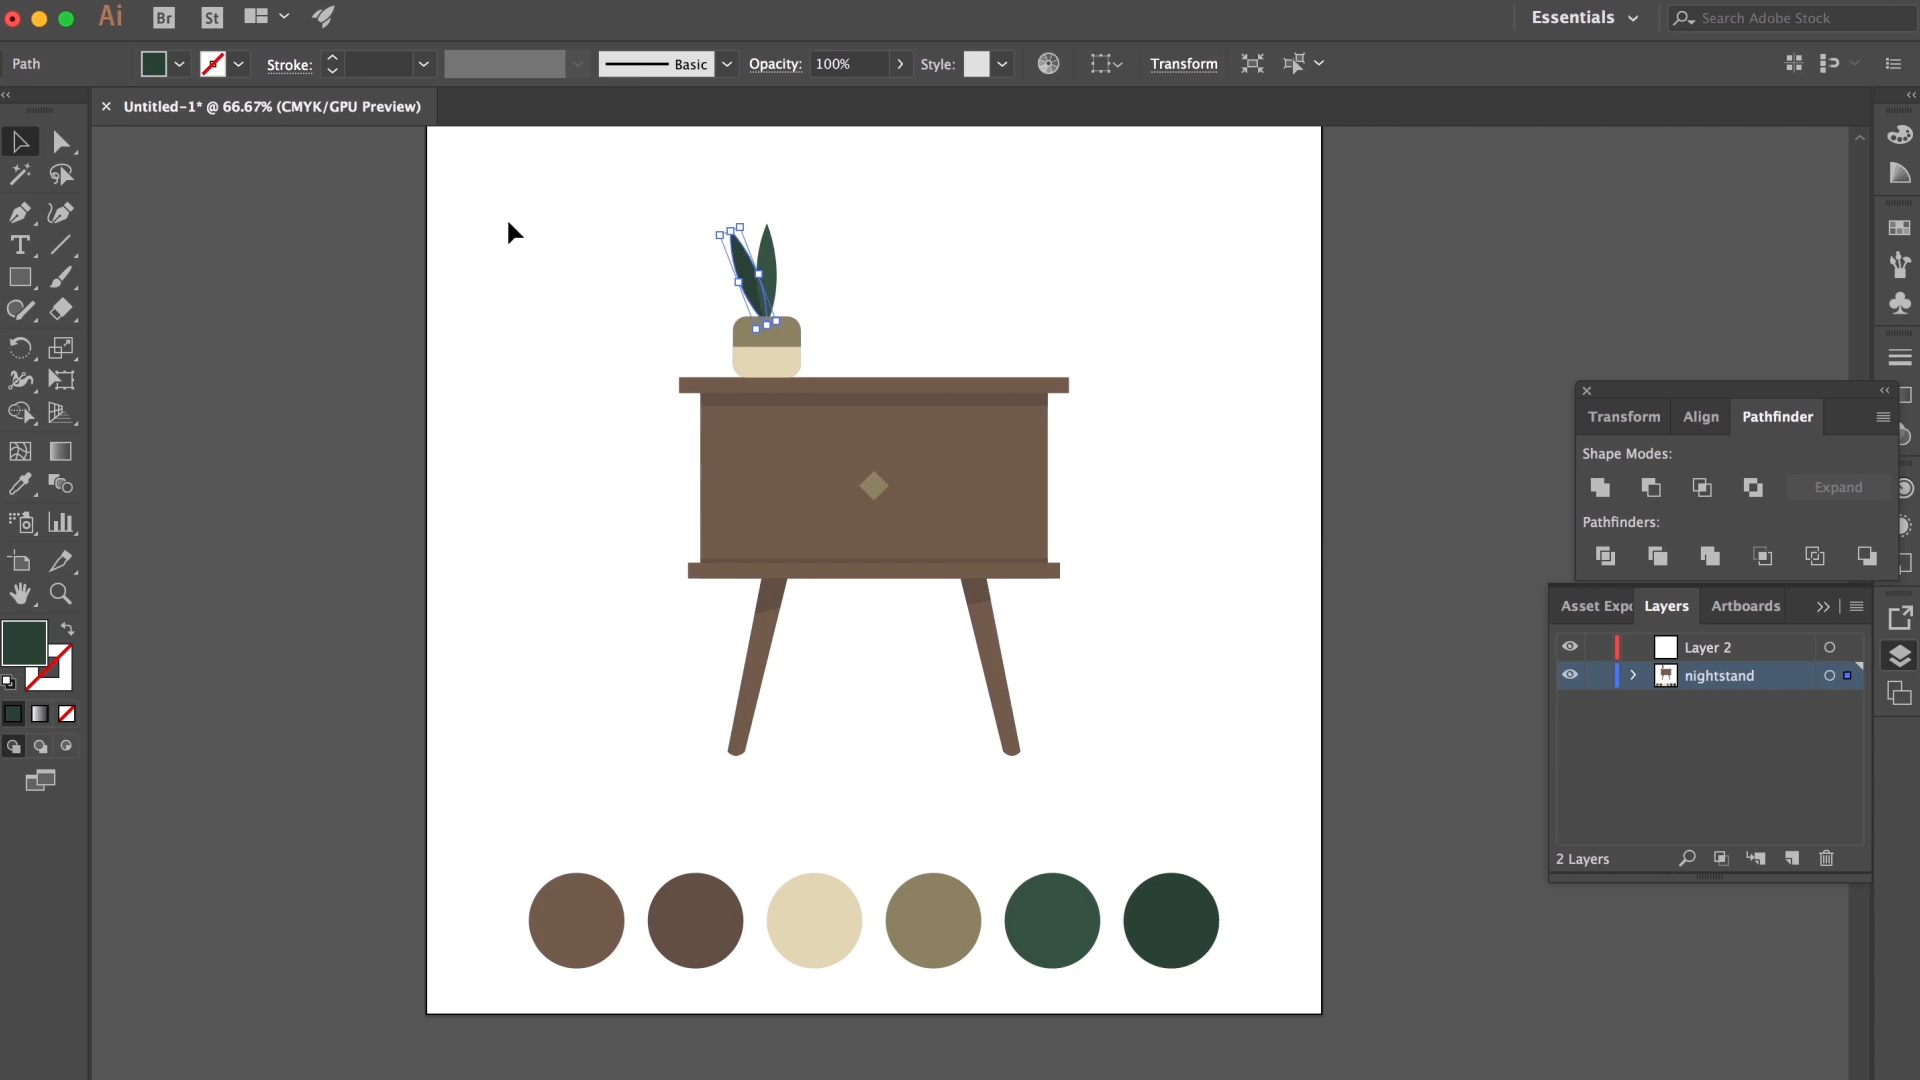 Ai Br St Essentials Search Adobe Stock
Path Stroke: Basic Opacity: 100% Style: Transform
× Untitled-1* @ 66.67% (CMYK/GPU Preview)
T
Transform Align Pathfinder
Shape Modes:
Expand
Pathfinders:
Asset Expo Layers Artboards
Layer 2
nightstand
2 Layers